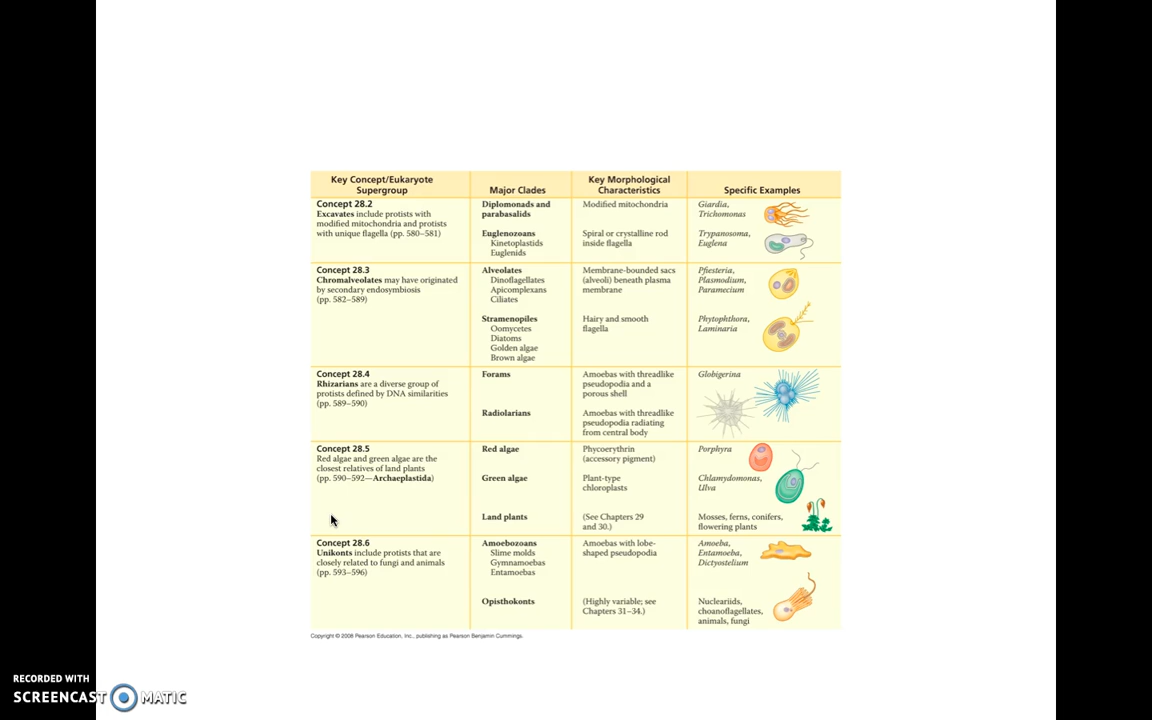 Key Concept/Eukaryote
Supergroup
Major Clades
Key Morphological
Characteristics
Specific Examples
Concept 28.2
Excavates include protists with
modified mitochondria and protists
with unique flagella (pp. 580–581)
Diplomonads and
parabasalids
Modified mitochondria
Giardia,
Trichomonas
Euglenozoans
Kinetoplastids
Euglenids
Spiral or crystalline rod
inside flagella
Trypanosoma,
Euglena
Concept 28.3
Chromalveolates may have originated
by secondary endosymbiosis
(pp. 582–589)
Alveolates
Dinoflagellates
Apicomplexans
Ciliates
Membrane-bounded sacs
(alveoli) beneath plasma
membrane
Pfiesteria,
Plasmodium,
Paramecium
Stramenopiles
Oomycetes
Diatoms
Golden algae
Brown algae
Hairy and smooth
flagella
Phytophthora,
Laminaria
Concept 28.4
Rhizarians are a diverse group of
protists defined by DNA similarities
(pp. 589–590)
Forams
Amoebas with threadlike
pseudopodia and a
porous shell
Globigerina
Radiolarians
Amoebas with threadlike
pseudopodia radiating
from central body
Concept 28.5
Red algae and green algae are the
closest relatives of land plants
(pp. 590–592—Archaeplastida)
Red algae
Phycoerythrin
(accessory pigment)
Porphyra
Green algae
Plant-type
chloroplasts
Chlamydomonas,
Ulva
Land plants
(See Chapters 29
and 30.)
Mosses, ferns, conifers,
flowering plants
Concept 28.6
Unikonts include protists that are
closely related to fungi and animals
(pp. 593–596)
Amoebozoans
Slime molds
Gymnamoebas
Entamoebas
Amoebas with lobe-
shaped pseudopodia
Amoeba,
Entamoeba,
Dictyostelium
Opisthokonts
(Highly variable; see
Chapters 31–34.)
Nucleariids,
choanoflagellates,
animals, fungi
Copyright © 2008 Pearson Education, Inc., publishing as Pearson Benjamin Cummings.
RECORDED WITH
SCREENCAST MATIC